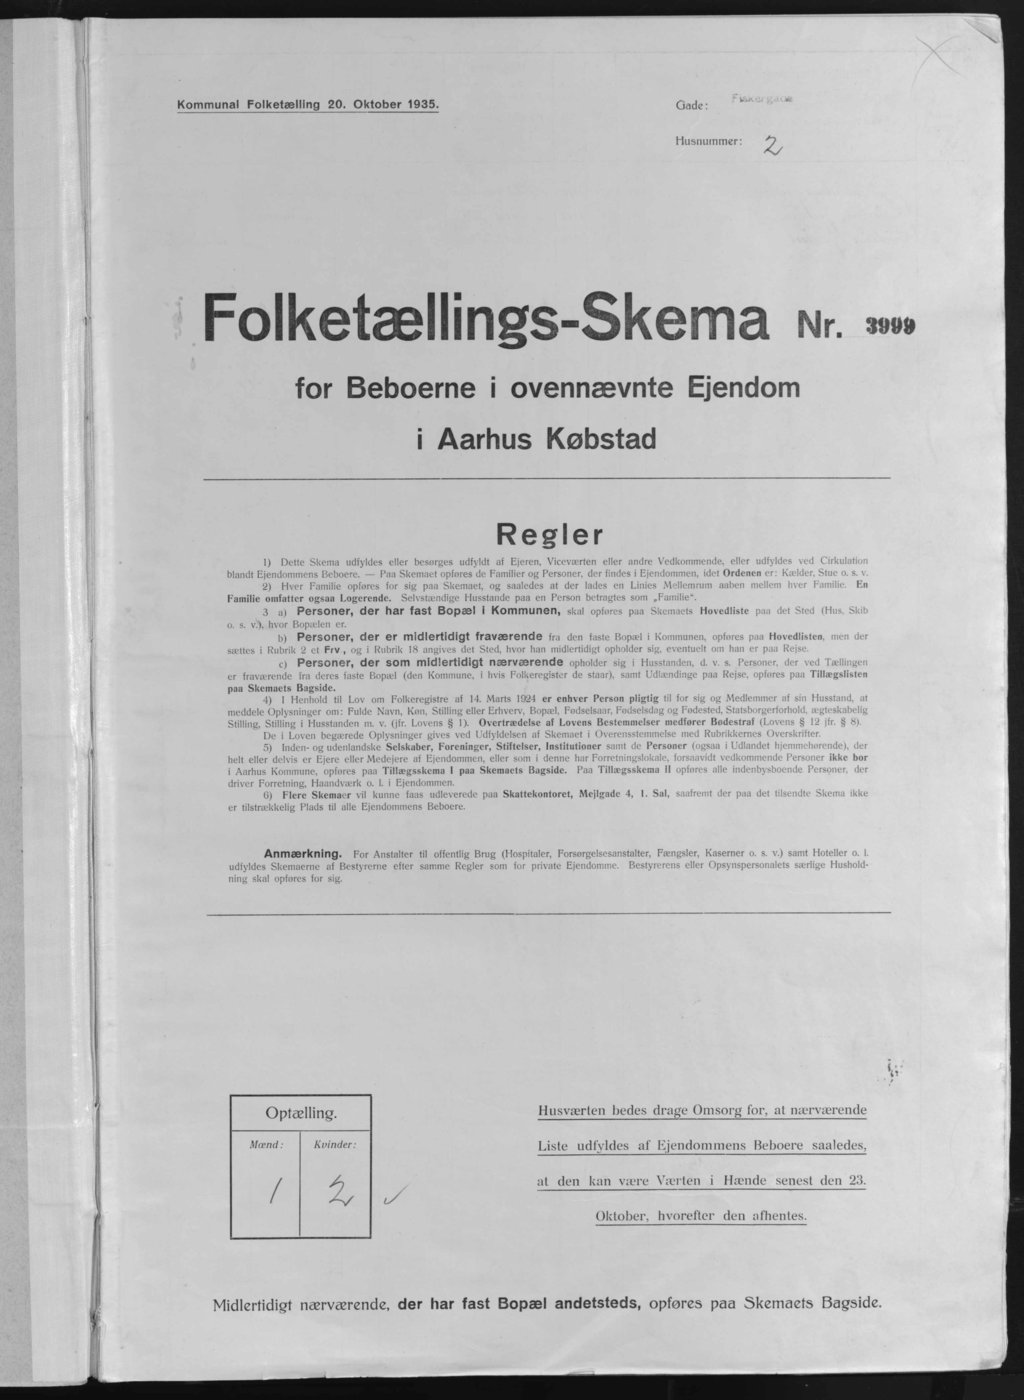 Kommunal Folketælling 20. Oktober 1935.
Gade: Fiskergade
Husnummer: 2
Folketællings-Skema Nr. 3999
for Beboerne i ovennævnte Ejendom
i Aarhus Købstad
Regler
1) Dette Skema udfyldes eller besørges udfyldt af Ejeren, Viceværten eller andre Vedkommende, eller udfyldes ved Cirkulation
blandt Ejendommens Beboere. — Paa Skemaet opføres de Familier og Personer, der findes i Ejendommen, idet Ordenen er: Kælder, Stue o. s. v.
2) Hver Familie opføres for sig paa Skemaet, og saaledes at der lades en Linies Mellemrum aaben mellem hver Familie. En
Familie omfatter ogsaa Logerende. Selvstændige Husstande paa en Person betragtes som „Familie“.
3 a) Personer, der har fast Bopæl i Kommunen, skal opføres paa Skemaets Hovedliste paa det Sted (Hus, Skib
o. s. v.), hvor Bopælen er.
b) Personer, der er midlertidigt fraværende fra den faste Bopæl i Kommunen, opføres paa Hovedlisten, men der
sættes i Rubrik 2 et Frv., og i Rubrik 18 angives det Sted, hvor han midlertidigt opholder sig, eventuelt om han er paa Rejse.
c) Personer, der som midlertidigt nærværende opholder sig i Husstanden, d. v. s. Personer, der ved Tællingen
er fraværende fra deres faste Bopæl (den Kommune, i hvis Folkeregister de staar), samt Udlændinge paa Rejse, opføres paa Tillægslisten
paa Skemaets Bagside.
4) I Henhold til Lov om Folkeregistre af 14. Marts 1924 er enhver Person pligtig til for sig og Medlemmer af sin Husstand, at
meddele Oplysninger om: Fulde Navn, Køn, Stilling eller Erhverv, Bopæl, Fødselsaar, Fødselsdag og Fødested, Statsborgerforhold, ægteskabelig
Stilling, Stilling i Husstanden m. v. (jfr. Lovens § 1). Overtrædelse af Lovens Bestemmelser medfører Bødestraf (Lovens § 12 jfr. § 8).
De i Loven begærede Oplysninger gives ved Udfyldelsen af Skemaet i Overensstemmelse med Rubrikkernes Overskrifter.
5) Inden- og udenlandske Selskaber, Foreninger, Stiftelser, Institutioner samt de Personer (ogsaa i Udlandet hjemmehørende), der
helt eller delvis er Ejere eller Medejere af Ejendommen, eller som i denne har Forretningslokale, forsaavidt vedkommende Personer ikke bor
i Aarhus Kommune, opføres paa Tillægsskema I paa Skemaets Bagside. Paa Tillægsskema II opføres alle indenbysboende Personer, der
driver Forretning, Haandværk o. l. i Ejendommen.
6) Flere Skemaer vil kunne faas udleverede paa Skattekontoret, Mejlgade 4, 1. Sal, saafremt der paa det tilsendte Skema ikke
er tilstrækkelig Plads til alle Ejendommens Beboere.
Anmærkning. For Anstalter til offentlig Brug (Hospitaler, Forsørgelsesanstalter, Fængsler, Kaserner o. s. v.) samt Hoteller o. l.
udfyldes Skemaerne af Bestyrerne efter samme Regler som for private Ejendomme. Bestyrerens eller Opsynspersonalets særlige Hushold-
ning skal opføres for sig.
Optælling.
Mænd: Kvinder:
1 2 ✓
Husværten bedes drage Omsorg for, at nærværende
Liste udfyldes af Ejendommens Beboere saaledes,
at den kan være Værten i Hænde senest den 23.
Oktober, hvorefter den afhentes.
Midlertidigt nærværende, der har fast Bopæl andetsteds, opføres paa Skemaets Bagside.